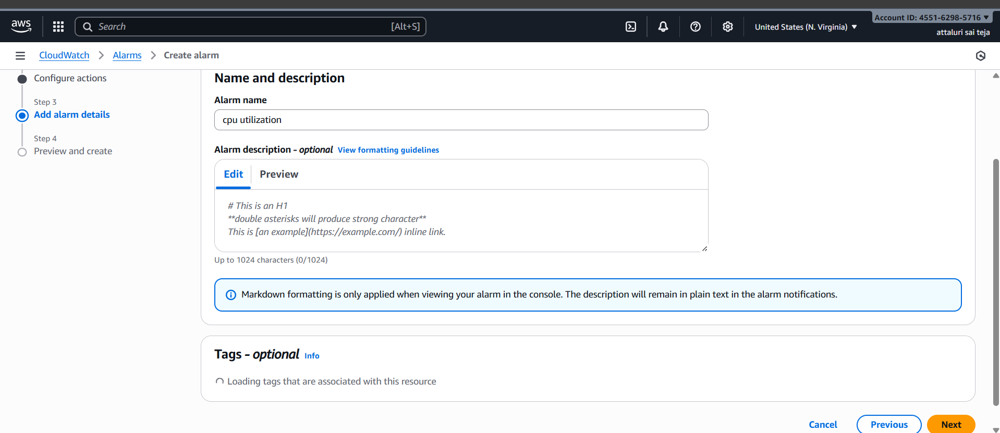 aws
Search [Alt+S]
United States (N. Virginia)
Account ID: 4551-6298-5716
attaluri sai teja
CloudWatch
Alarms
Create alarm
Configure actions
Step 3
Add alarm details
Step 4
Preview and create
Name and description
Alarm name
cpu utilization
Alarm description - optional View formatting guidelines
Edit Preview
# This is an H1
**double asterisks will produce strong character**
This is [an example](https://example.com/) inline link.
Up to 1024 characters (0/1024)
Markdown formatting is only applied when viewing your alarm in the console. The description will remain in plain text in the alarm notifications.
Tags - optional Info
Loading tags that are associated with this resource
Cancel Previous Next